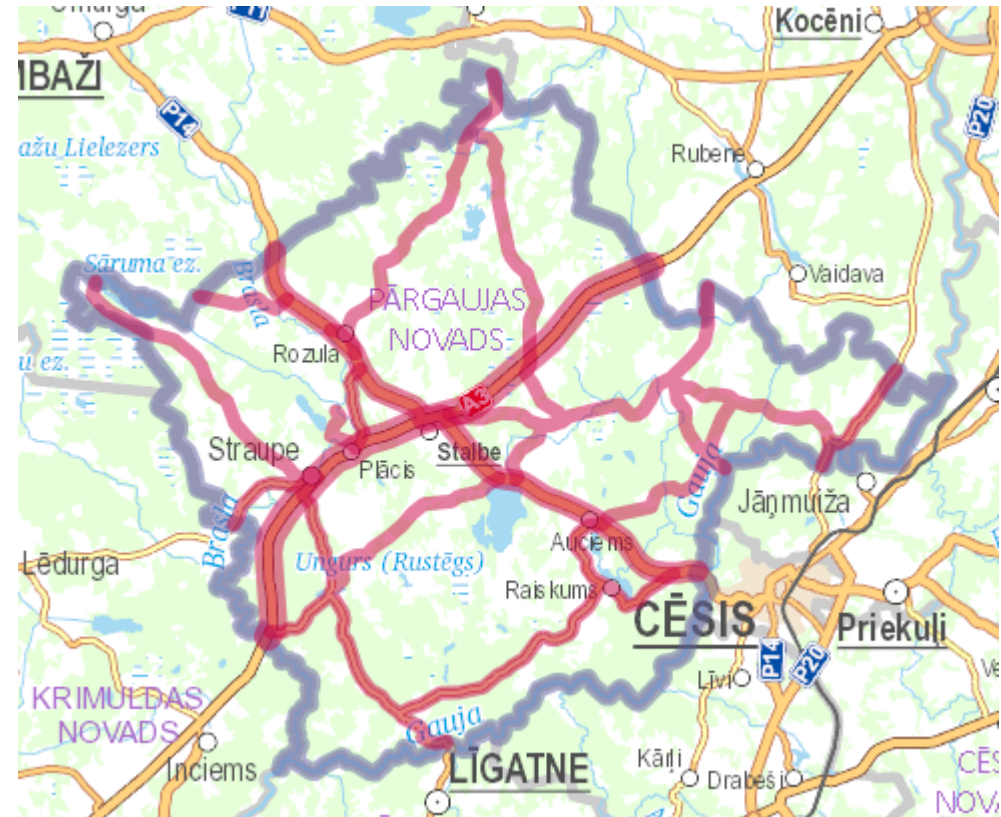 P11
Kocēni
MBAŽI
P14
P20
ažu Lielezers
Rubene
Sāruma ez.
Brasla
Vaidava
PĀRGAUJAS
NOVADS
Rozula
u ez.
A3
Straupe
Stalbe
Plācis
Gauja
Jāņmuiža
Brasla
Auciems
Lēdurga
Ungurs (Rustēgs)
Raiskums
CĒSIS
Priekuļi
P14
P20
Līvi
KRIMULDAS
NOVADS
Gauja
Inciems
LĪGATNE
Kārļi
Drabeši
CĒS
NOVA